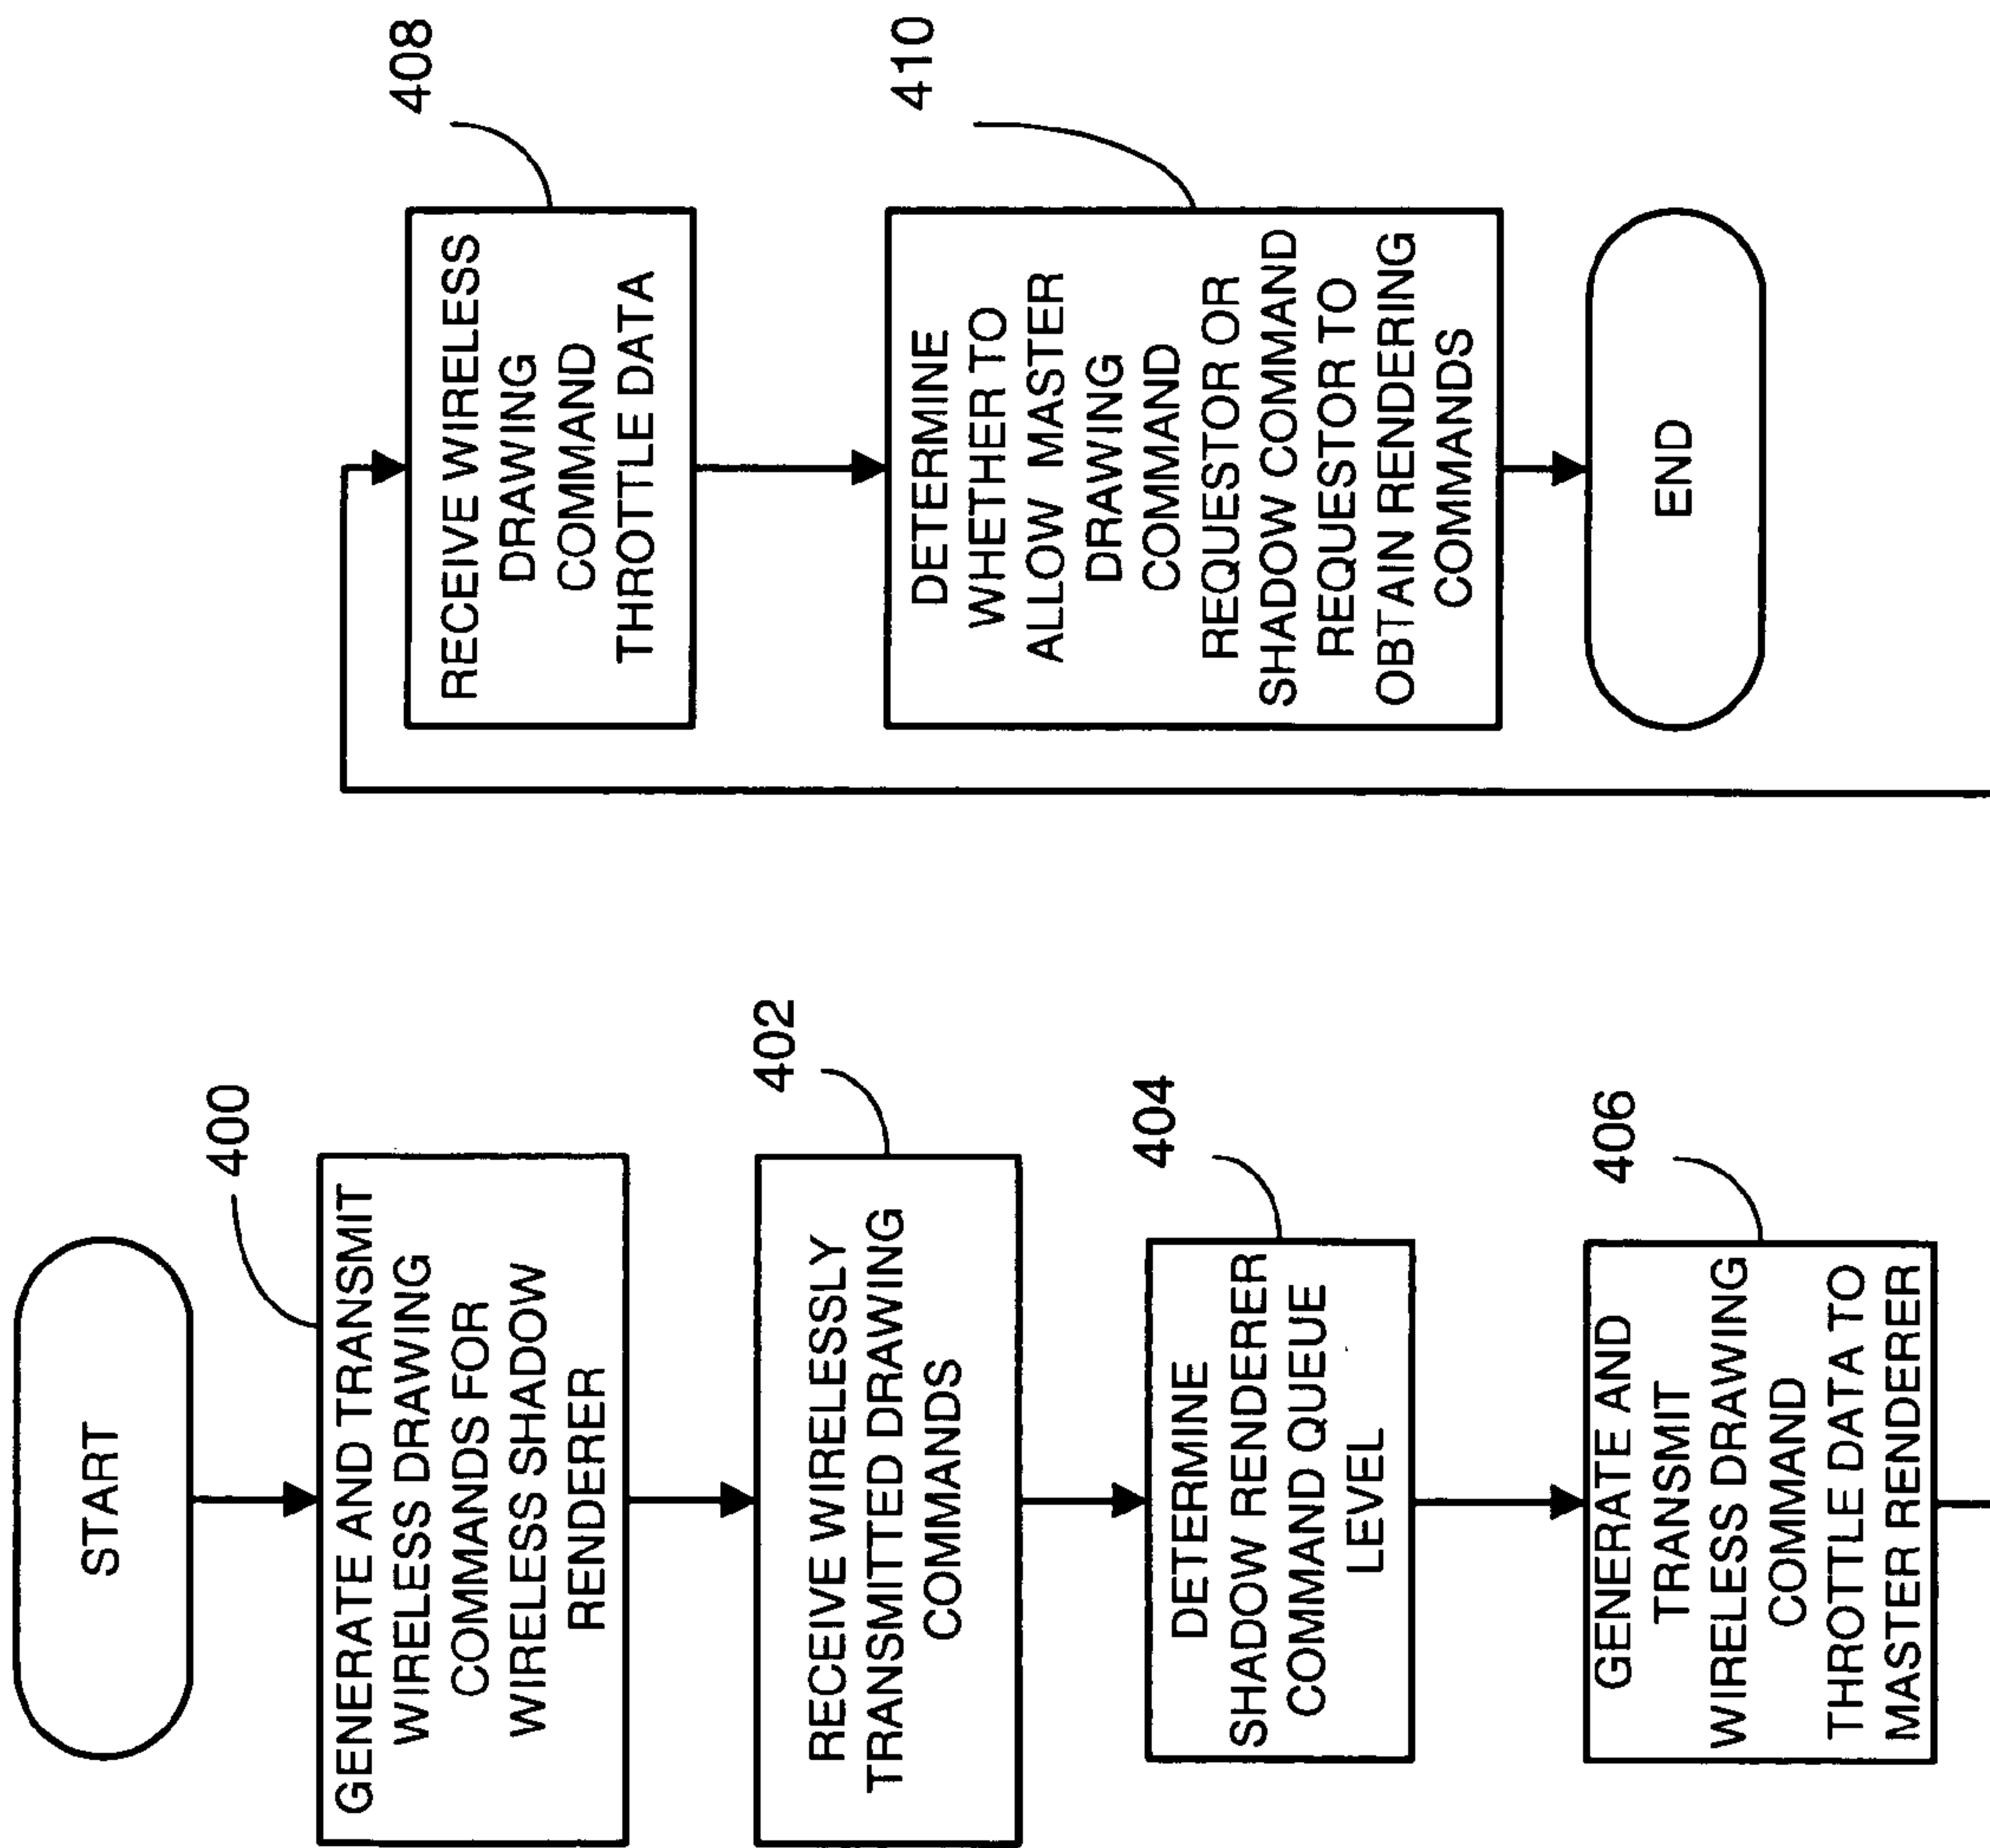 START
400
GENERATE AND TRANSMIT
WIRELESS DRAWING
COMMANDS FOR
WIRELESS SHADOW
RENDERER
402
RECEIVE WIRELESSLY
TRANSMITTED DRAWING
COMMANDS
404
DETERMINE
SHADOW RENDERER
COMMAND QUEUE
LEVEL
406
GENERATE AND
TRANSMIT
WIRELESS DRAWING
COMMAND
THROTTLE DATA TO
MASTER RENDERER
408
RECEIVE WIRELESS
DRAWING
COMMAND
THROTTLE DATA
410
DETERMINE
WHETHER TO
ALLOW MASTER
DRAWING
COMMAND
REQUESTOR OR
SHADOW COMMAND
REQUESTOR TO
OBTAIN RENDERING
COMMANDS
END